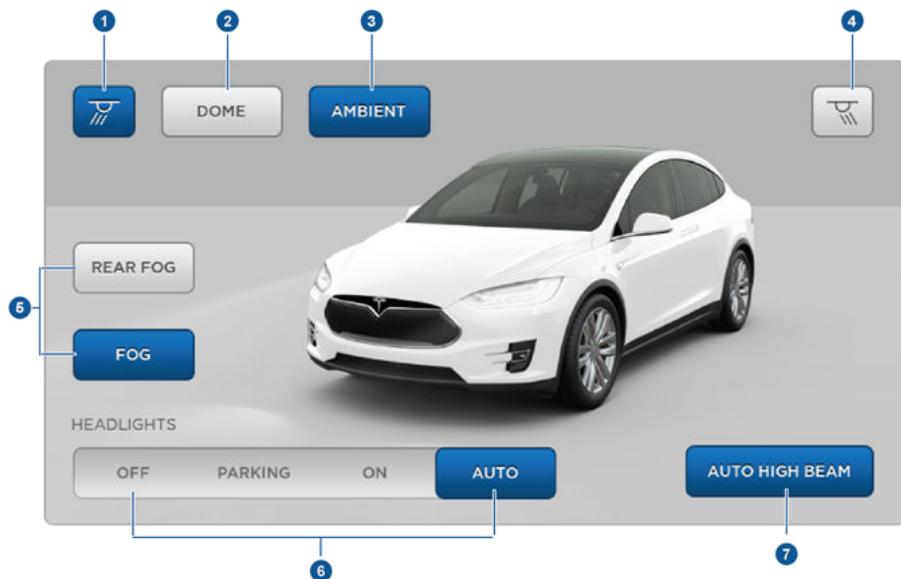 1
2
3
4
DOME
AMBIENT
REAR FOG
5
FOG
HEADLIGHTS
OFF
PARKING
ON
AUTO
AUTO HIGH BEAM
6
7